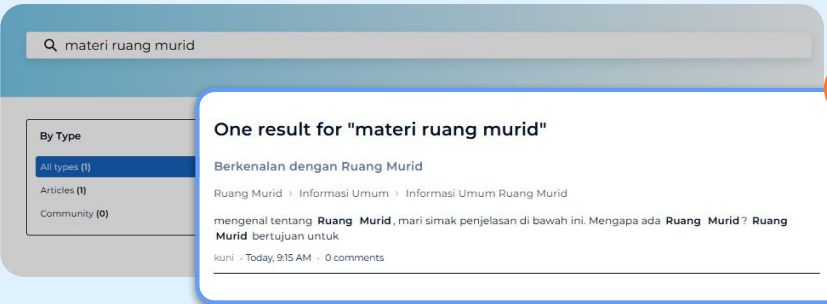 materi ruang murid
By Type
All types (1)
Articles (1)
Community (0)
One result for "materi ruang murid"
Berkenalan dengan Ruang Murid
Ruang Murid › Informasi Umum › Informasi Umum Ruang Murid
mengenal tentang Ruang Murid, mari simak penjelasan di bawah ini. Mengapa ada Ruang Murid? Ruang
Murid bertujuan untuk
kuni • Today, 9:15 AM • 0 comments